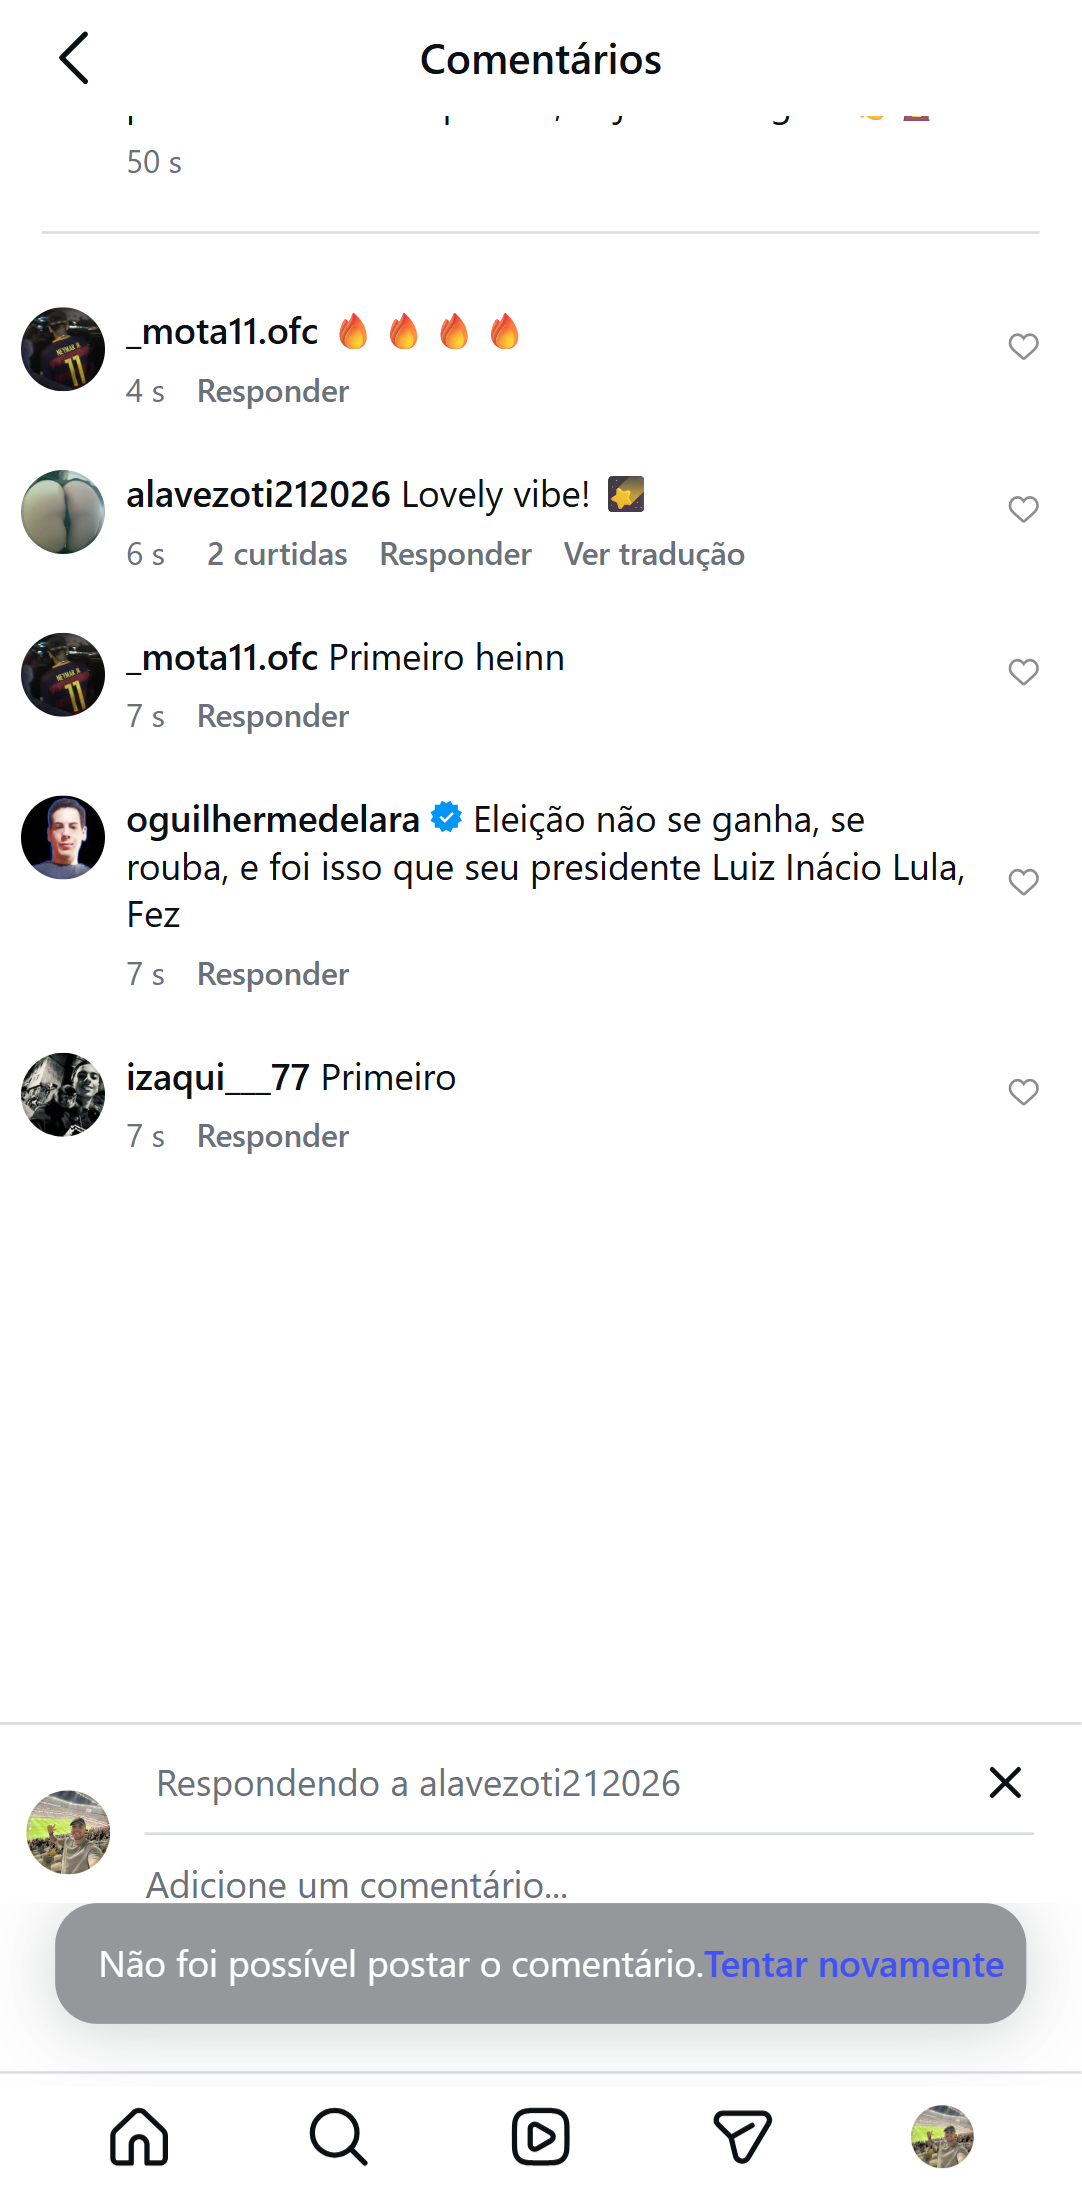 Comentários
50 s
_mota11.ofc 🔥🔥🔥🔥
4 s Responder
alavezoti212026 Lovely vibe! 🌠
6 s 2 curtidas Responder Ver tradução
_mota11.ofc Primeiro heinn
7 s Responder
oguilhermedelara Eleição não se ganha, se
rouba, e foi isso que seu presidente Luiz Inácio Lula,
Fez
7 s Responder
izaqui___77 Primeiro
7 s Responder
Respondendo a alavezoti212026
Adicione um comentário...
Não foi possível postar o comentário.Tentar novamente